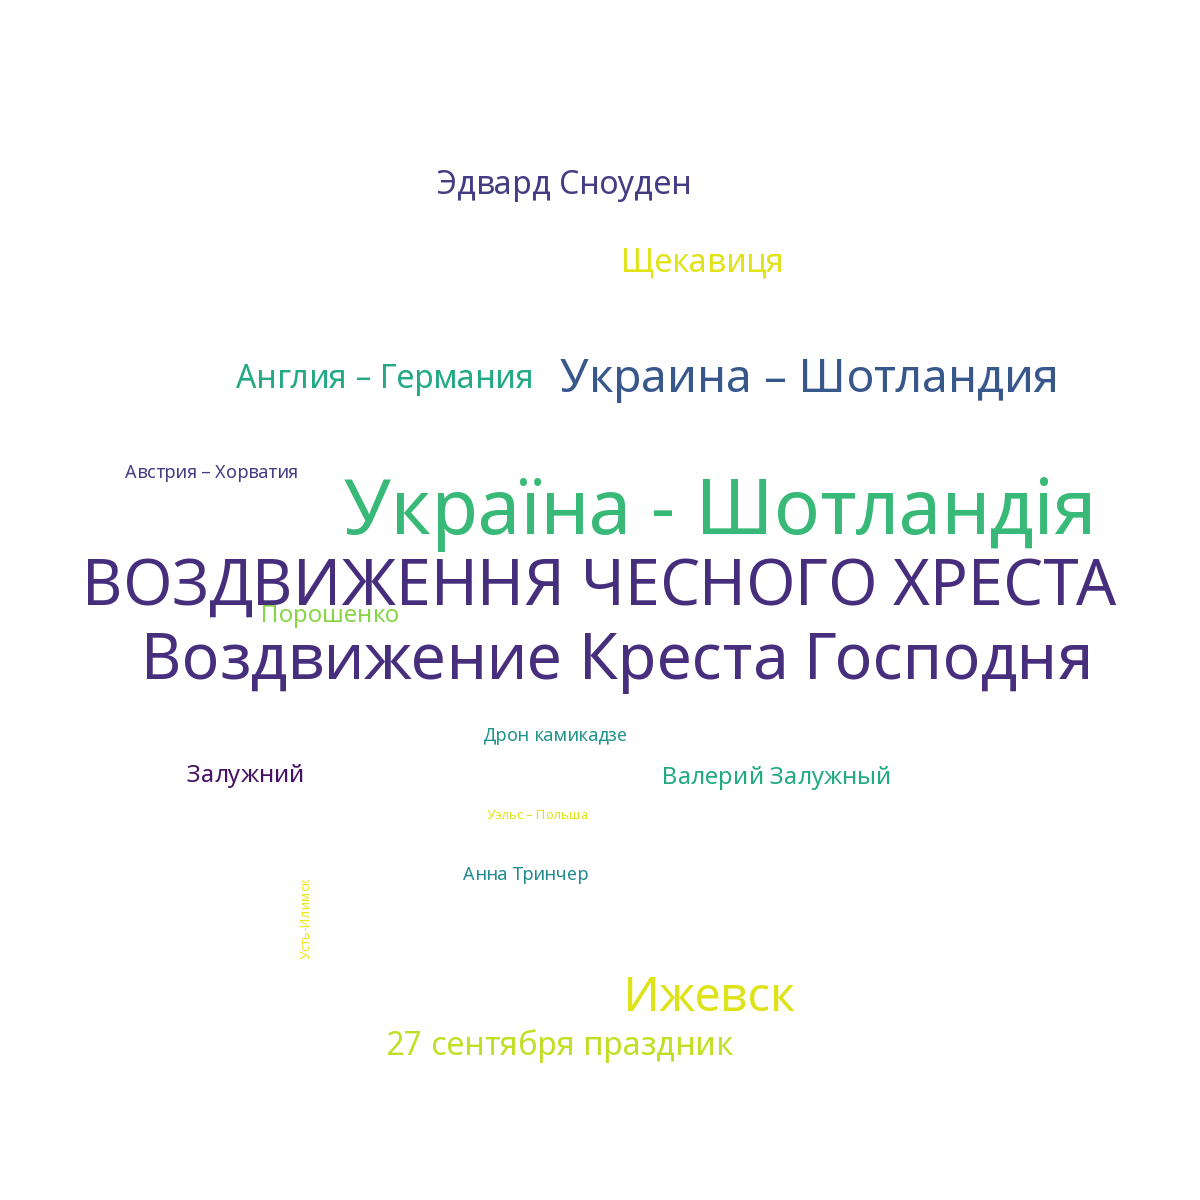 Эдвард Сноуден
Щекавиця
Англия – Германия
Украина – Шотландия
Австрия – Хорватия
Україна - Шотландія
ВОЗДВИЖЕННЯ ЧЕСНОГО ХРЕСТА
Порошенко
Воздвижение Креста Господня
Дрон камикадзе
Залужний
Валерий Залужный
Уэльс – Польша
Анна Тринчер
Усть-Илимск
Ижевск
27 сентября праздник